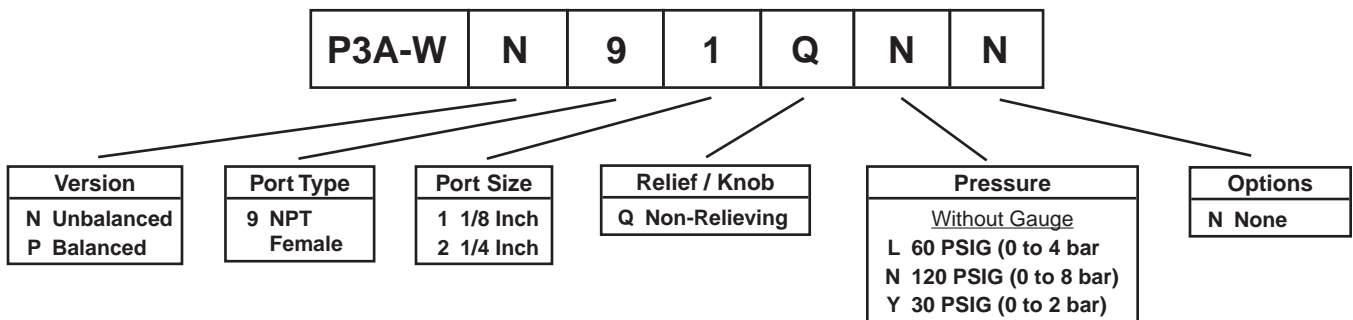 P3A-W N 9 1 Q N N
Version
N Unbalanced
P Balanced
Port Type
9 NPT
Female
Port Size
1 1/8 Inch
2 1/4 Inch
Relief / Knob
Q Non-Relieving
Pressure
Without Gauge
L 60 PSIG (0 to 4 bar
N 120 PSIG (0 to 8 bar)
Y 30 PSIG (0 to 2 bar)
Options
N None